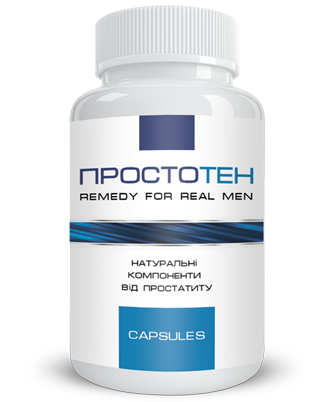 ПРОСТОТЕН
REMEDY FOR REAL MEN
НАТУРАЛЬНІ
КОМПОНЕНТИ
ВІД ПРОСТАТИТУ
CAPSULES